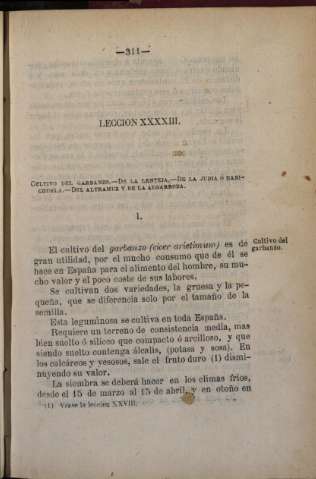 —311—
LECCION XXXXIII.
CULTIVO DEL GARBANZO.—DE LA LENTEJA.—DE LA JUDIA Ó HABI-
CHUELA.—DEL ALTRAMUZ Y DE LA ALGARROBA.
1.
El cultivo del garbanzo (cicer arietinum) es de
gran utilidad, por el mucho consumo que de él se
hace en España para el alimento del hombre, su mu-
cho valor y el poco coste de sus labores.
Cultivo del
garbanzo.
Se cultivan dos variedades, la gruesa y la pe-
queña, que se diferencia solo por el tamaño de la
semilla.
Esta leguminosa se cultiva en toda España.
Requiere un terreno de consistencia media, mas
bien suelto ó silíceo que compacto ó arcilloso, y que
siendo suelto contenga álcalis, (potasa y sosa). En
los calcáreos y yesosos, sale el fruto duro (1) dismi-
nuyendo su valor.
La siembra se deberá hacer en los climas frios,
desde el 15 de marzo al 15 de abril, y en otoño en
(1) Véase la leccion XXVIII.